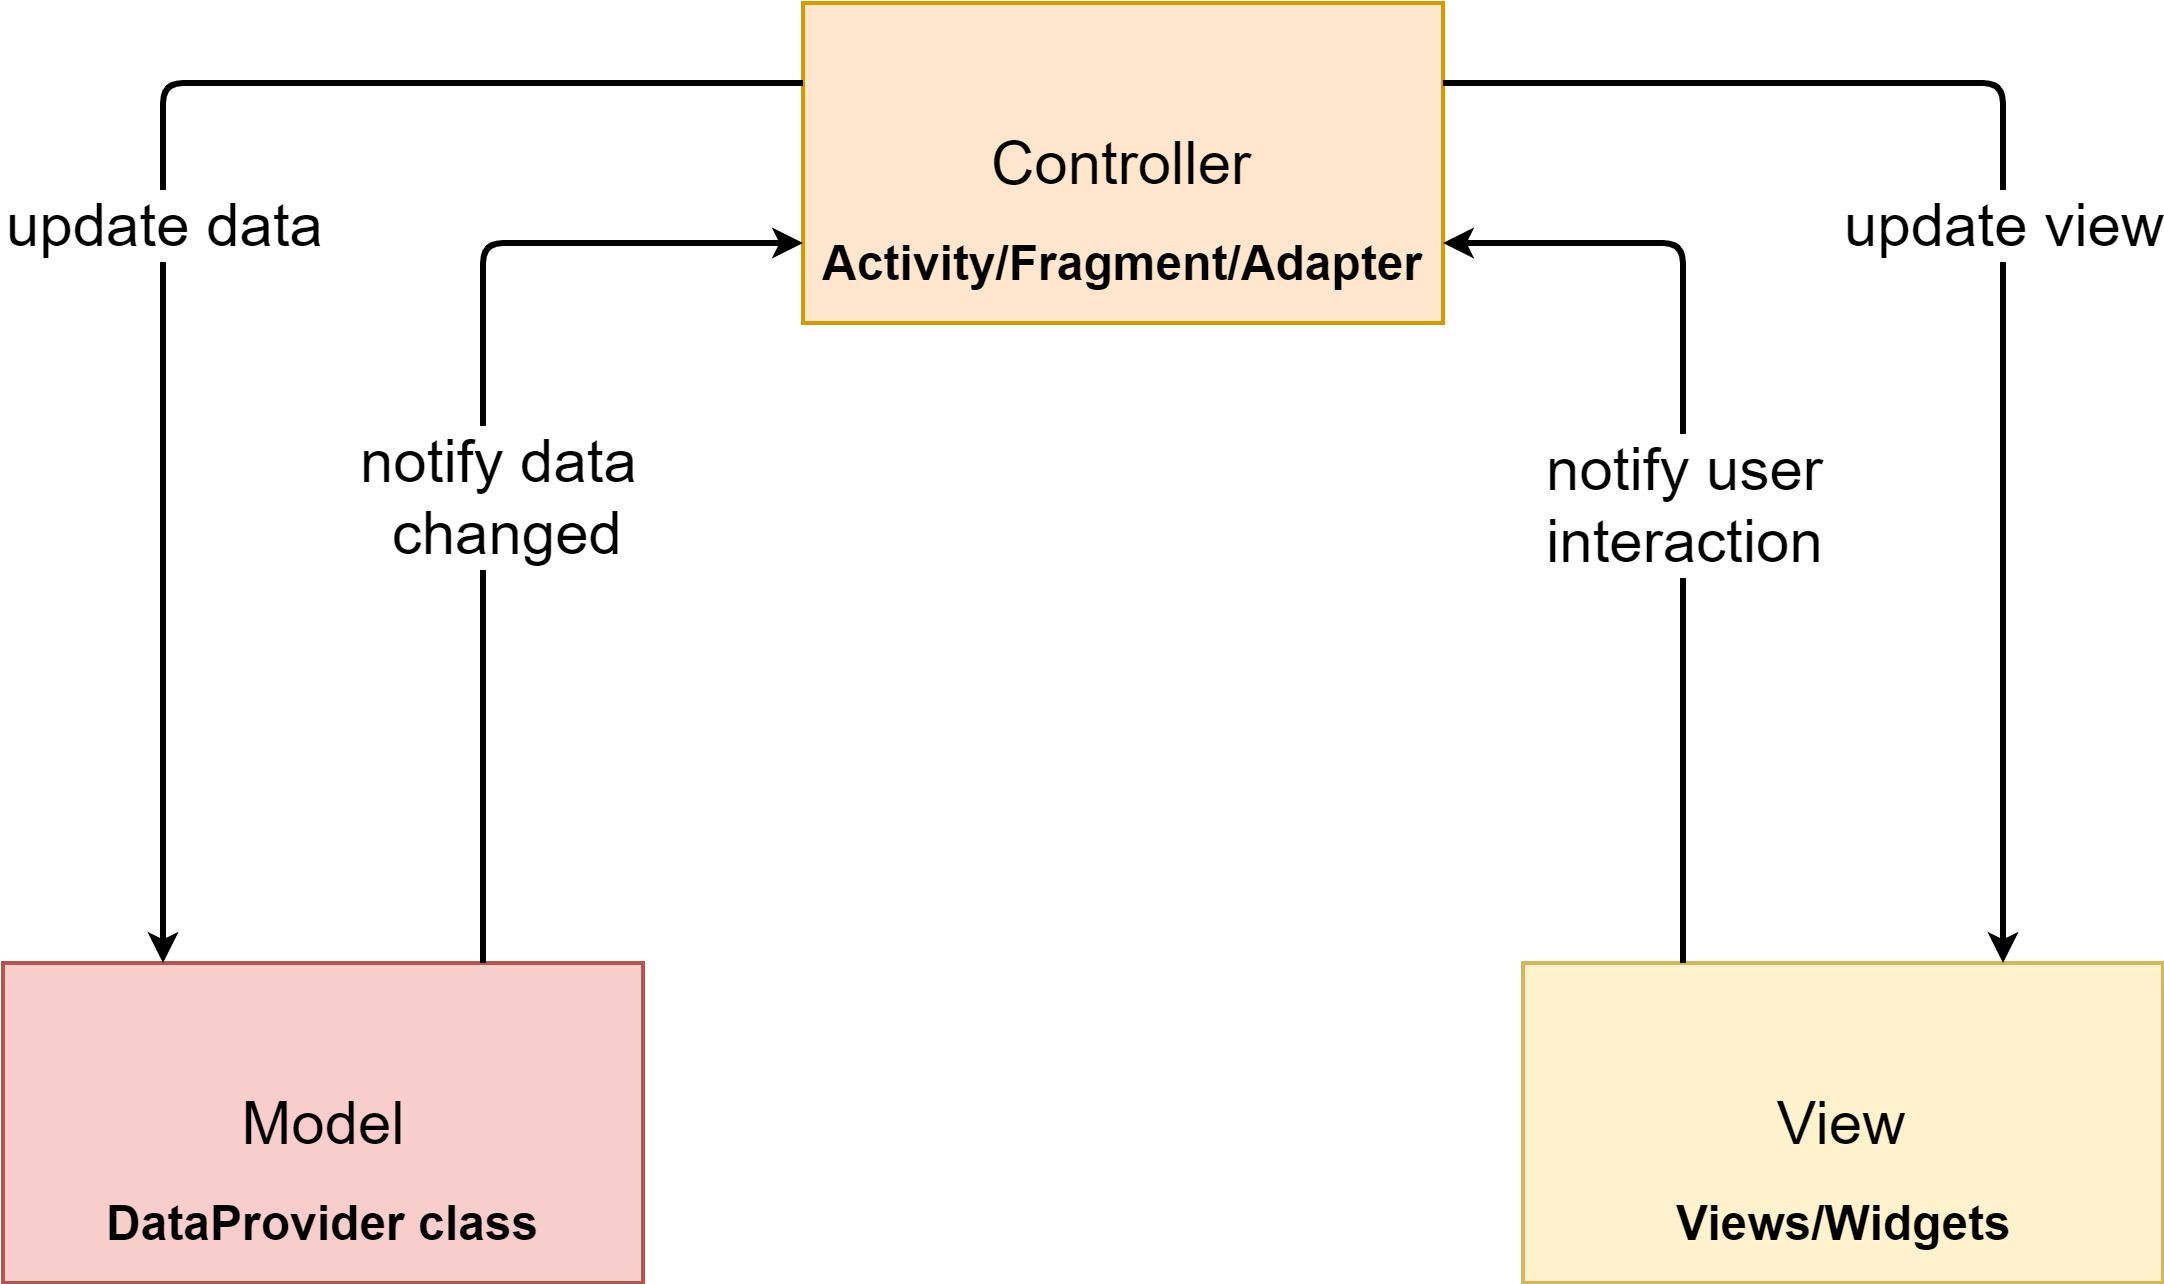 Controller
Activity/Fragment/Adapter
update data
update view
notify data
changed
notify user
interaction
Model
DataProvider class
View
Views/Widgets